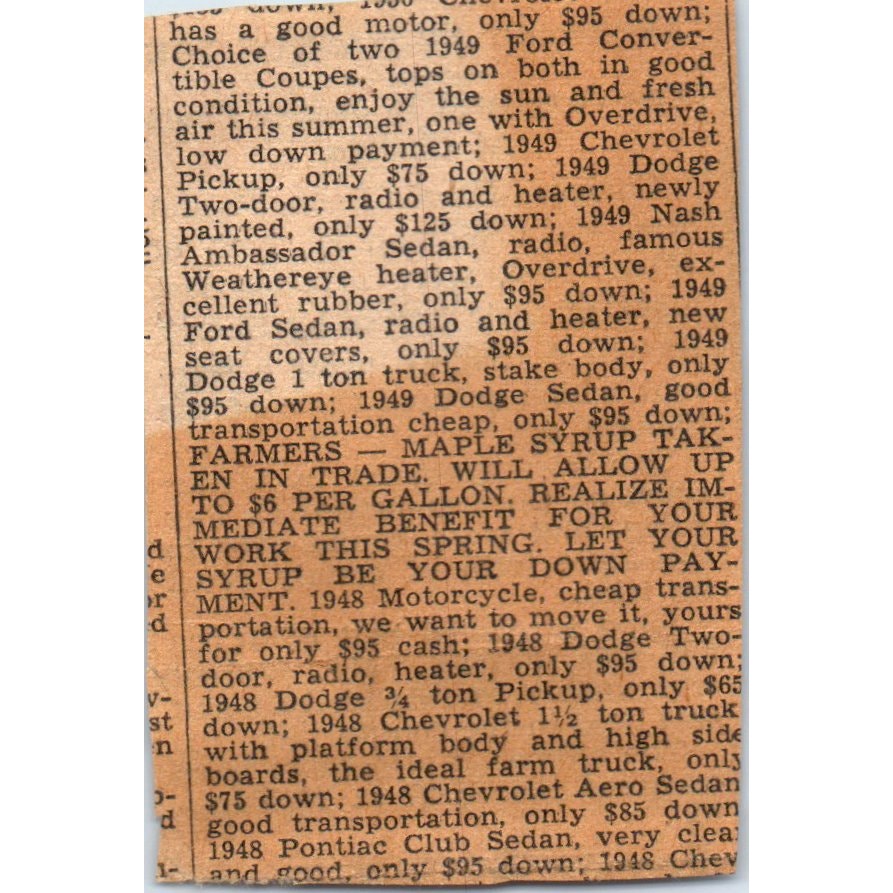 down, 1950
has a good motor, only $95 down;
Choice of two 1949 Ford Conver-
tible Coupes, tops on both in good
condition, enjoy the sun and fresh
air this summer, one with Overdrive,
low down payment; 1949 Chevrolet
Pickup, only $75 down; 1949 Dodge
Two-door, radio and heater, newly
painted, only $125 down; 1949 Nash
Ambassador Sedan, radio, famous
Weathereye heater, Overdrive, ex-
cellent rubber, only $95 down; 1949
Ford Sedan, radio and heater, new
seat covers, only $95 down; 1949
Dodge 1 ton truck, stake body, only
$95 down; 1949 Dodge Sedan, good
transportation cheap, only $95 down;
FARMERS — MAPLE SYRUP TAK-
EN IN TRADE. WILL ALLOW UP
TO $6 PER GALLON. REALIZE IM-
MEDIATE BENEFIT FOR YOUR
WORK THIS SPRING. LET YOUR
SYRUP BE YOUR DOWN PAY-
MENT. 1948 Motorcycle, cheap trans-
portation, we want to move it, yours
for only $95 cash; 1948 Dodge Two-
door, radio, heater, only $95 down;
1948 Dodge ¾ ton Pickup, only $65
down; 1948 Chevrolet 1½ ton truck
with platform body and high side
boards, the ideal farm truck, only
$75 down; 1948 Chevrolet Aero Sedan
good transportation, only $85 down
1948 Pontiac Club Sedan, very clea
and good, only $95 down; 1948 Chev